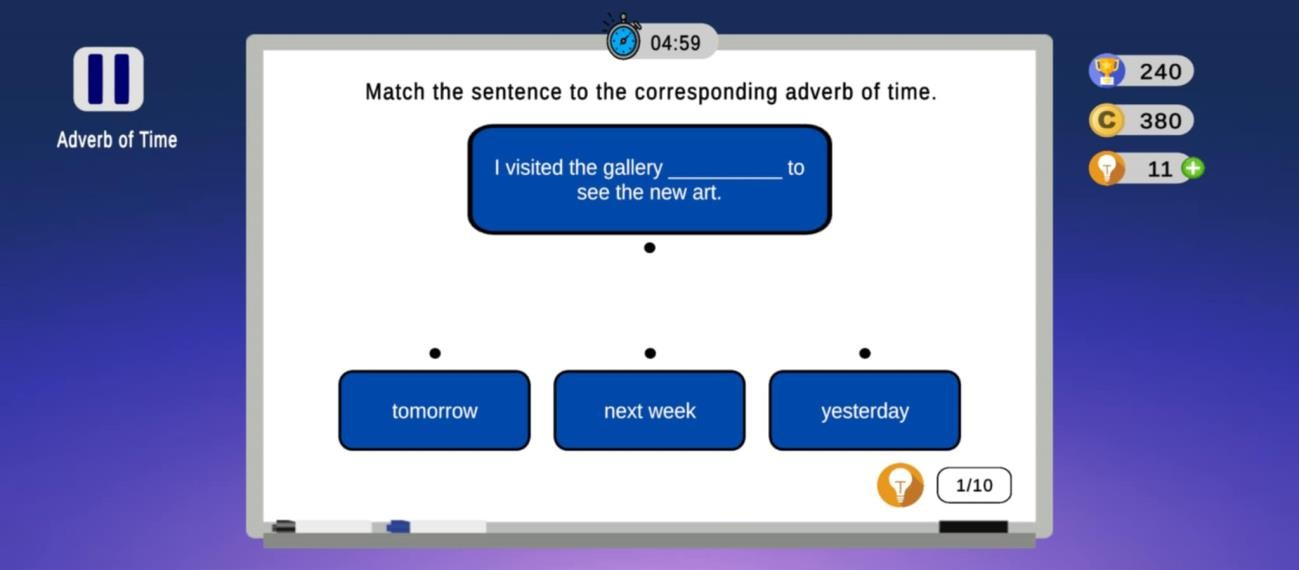 04:59
Adverb of Time
240
380
11
Match the sentence to the corresponding adverb of time.
I visited the gallery __________ to
see the new art.
tomorrow
next week
yesterday
1/10